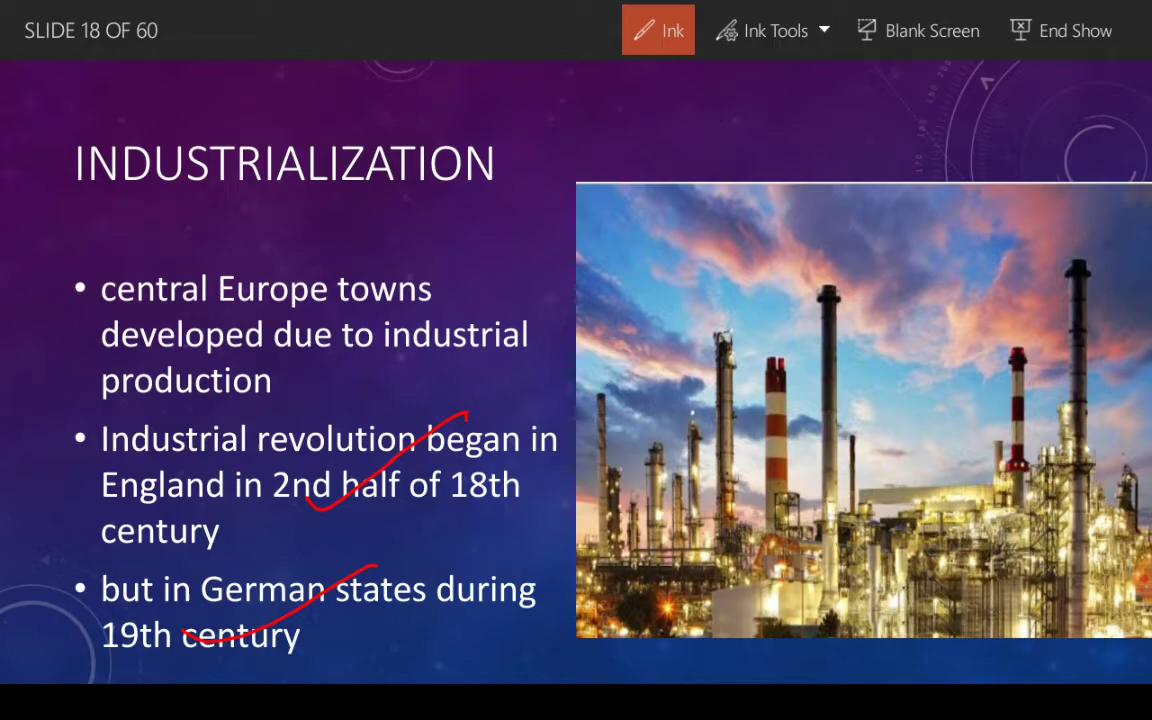 SLIDE 18 OF 60
Ink
Ink Tools
Blank Screen
End Show
INDUSTRIALIZATION
• central Europe towns
developed due to industrial
production
• Industrial revolution began in
England in 2nd half of 18th
century
• but in German states during
19th century